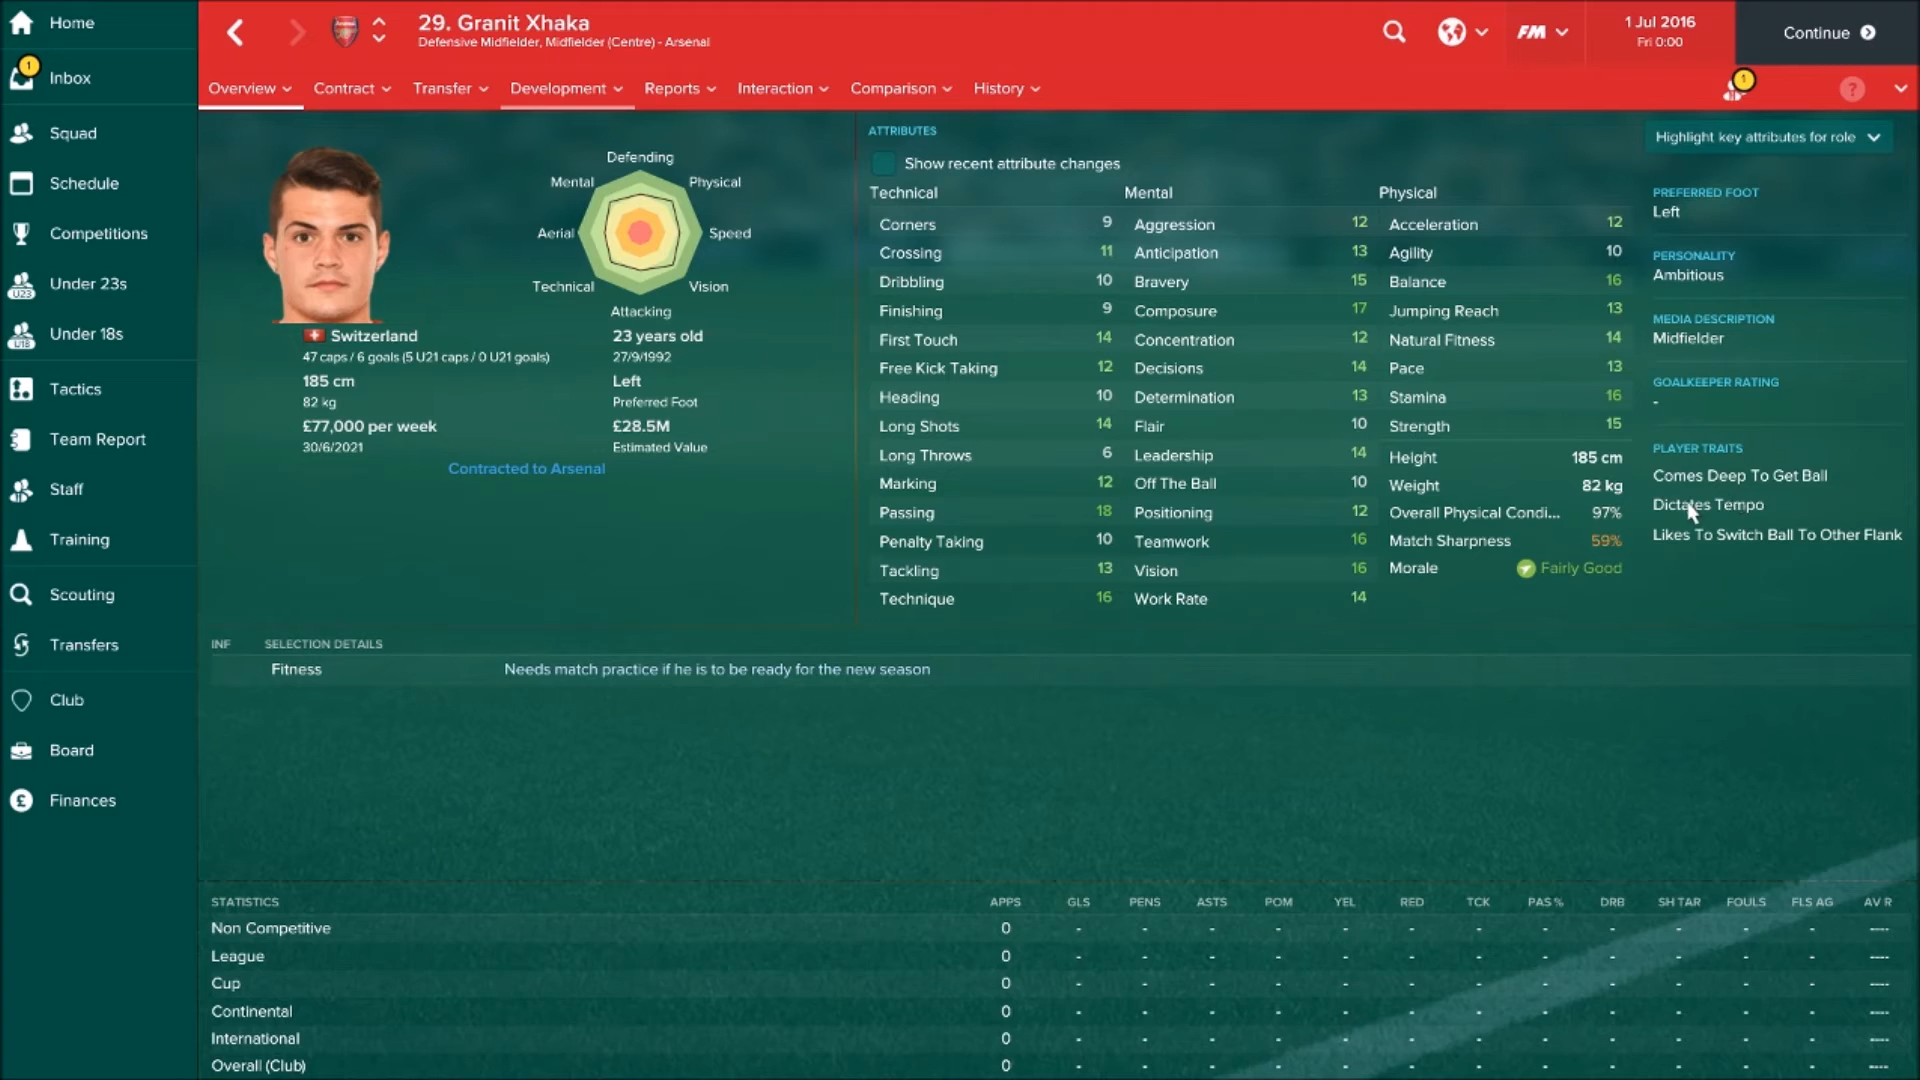 Home
1
Inbox
Squad
Schedule
Competitions
U23
Under 23s
U18
Under 18s
Tactics
Team Report
Staff
Training
Scouting
Transfers
Club
Board
£
Finances
29. Granit Xhaka
Defensive Midfielder, Midfielder (Centre) - Arsenal
FM
1 Jul 2016
Fri 0:00
Continue
Overview Contract Transfer Development Reports Interaction Comparison History
1
?
Defending
Mental Physical
Aerial Speed
Technical Vision
Attacking
Switzerland 23 years old
47 caps / 6 goals (5 U21 caps / 0 U21 goals) 27/9/1992
185 cm Left
82 kg Preferred Foot
£77,000 per week £28.5M
30/6/2021 Estimated Value
Contracted to Arsenal
ATTRIBUTES
Show recent attribute changes
Highlight key attributes for role
Technical Mental Physical
Corners 9 Aggression 12 Acceleration 12
Crossing 11 Anticipation 13 Agility 10
Dribbling 10 Bravery 15 Balance 16
Finishing 9 Composure 17 Jumping Reach 13
First Touch 14 Concentration 12 Natural Fitness 14
Free Kick Taking 12 Decisions 14 Pace 13
Heading 10 Determination 13 Stamina 16
Long Shots 14 Flair 10 Strength 15
Long Throws 6 Leadership 14 Height 185 cm
Marking 12 Off The Ball 10 Weight 82 kg
Passing 18 Positioning 12 Overall Physical Condi... 97%
Penalty Taking 10 Teamwork 16 Match Sharpness 59%
Tackling 13 Vision 16 Morale Fairly Good
Technique 16 Work Rate 14
PREFERRED FOOT
Left
PERSONALITY
Ambitious
MEDIA DESCRIPTION
Midfielder
GOALKEEPER RATING
-
PLAYER TRAITS
Comes Deep To Get Ball
Dictates Tempo
Likes To Switch Ball To Other Flank
INF SELECTION DETAILS
Fitness Needs match practice if he is to be ready for the new season
STATISTICS APPS GLS PENS ASTS POM YEL RED TCK PAS % DRB SH TAR FOULS FLS AG AV R
Non Competitive 0 - - - - - - - - - - - - ----
League 0 - - - - - - - - - - - - ----
Cup 0 - - - - - - - - - - - - ----
Continental 0 - - - - - - - - - - - - ----
International 0 - - - - - - - - - - - - ----
Overall (Club) 0 - - - - - - - - - - - - ----